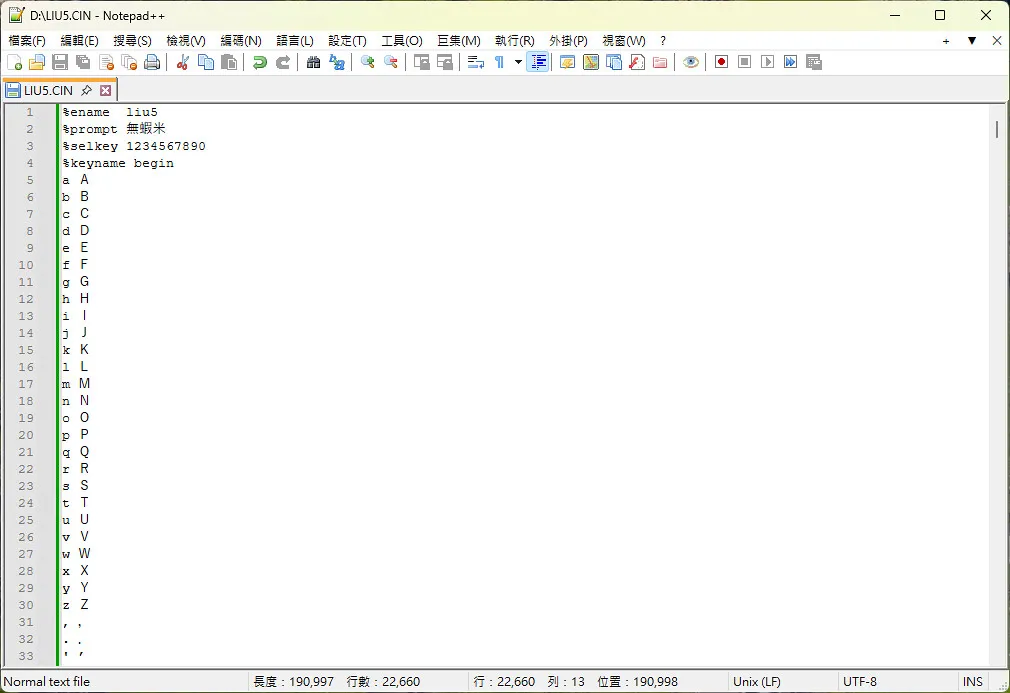 D:\LIU5.CIN - Notepad++
檔案(F) 編輯(E) 搜尋(S) 檢視(V) 編碼(N) 語言(L) 設定(T) 工具(O) 巨集(M) 執行(R) 外掛(P) 視窗(W) ? + ▼ X
LIU5.CIN
1 %ename liu5
2 %prompt 無蝦米
3 %selkey 1234567890
4 %keyname begin
5 a Ａ
6 b Ｂ
7 c Ｃ
8 d Ｄ
9 e Ｅ
10 f Ｆ
11 g Ｇ
12 h Ｈ
13 i Ｉ
14 j Ｊ
15 k Ｋ
16 l Ｌ
17 m Ｍ
18 n Ｎ
19 o Ｏ
20 p Ｐ
21 q Ｑ
22 r Ｒ
23 s Ｓ
24 t Ｔ
25 u Ｕ
26 v Ｖ
27 w Ｗ
28 x Ｘ
29 y Ｙ
30 z Ｚ
31 , ，
32 . ．
33 ' ′
Normal text file 長度：190,997 行數：22,660 行：22,660 列：13 位置：190,998 Unix (LF) UTF-8 INS